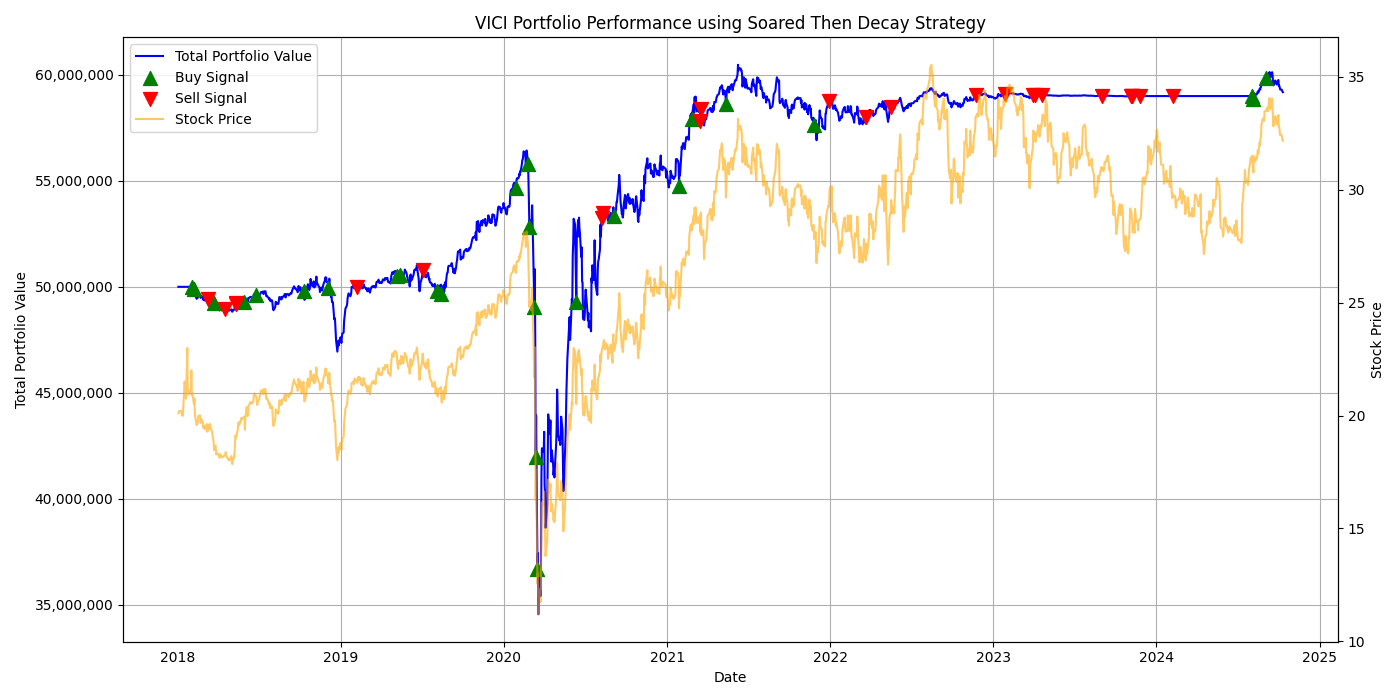 VICI Portfolio Performance using Soared Then Decay Strategy
Total Portfolio Value
Buy Signal
Sell Signal
Stock Price
60,000,000
55,000,000
50,000,000
45,000,000
40,000,000
35,000,000
Total Portfolio Value
35
30
25
20
15
10
Stock Price
2018 2019 2020 2021 2022 2023 2024 2025
Date